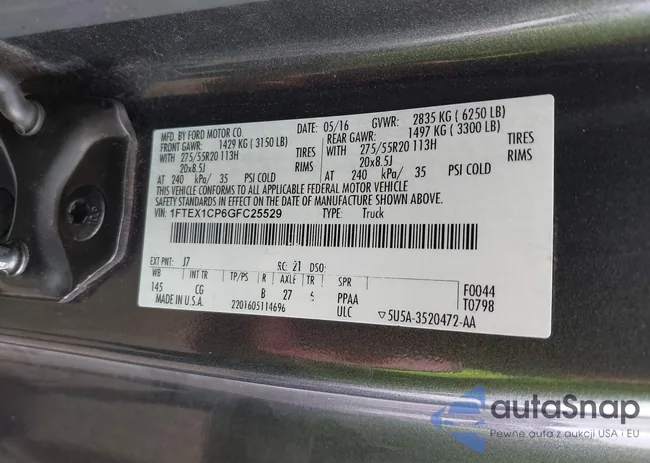 MFD. BY FORD MOTOR CO. DATE: 05/16 GVWR: 2835 KG ( 6250 LB)
FRONT GAWR: 1429 KG ( 3150 LB) REAR GAWR: 1497 KG ( 3300 LB)
WITH 275/55R20 113H TIRES WITH 275/55R20 113H TIRES
20x8.5J RIMS 20x8.5J RIMS
AT 240 kPa/ 35 PSI COLD AT 240 kPa/ 35 PSI COLD
THIS VEHICLE CONFORMS TO ALL APPLICABLE FEDERAL MOTOR VEHICLE
SAFETY STANDARDS IN EFFECT ON THE DATE OF MANUFACTURE SHOWN ABOVE.
VIN: 1FTEX1CP6GFC25529 TYPE: Truck
EXT PNT: J7 RC: 21 DSO:
WB INT TR TP/PS R AXLE TR SPR F0044
145 CG B 27 PPAA T0798
MADE IN U.S.A. 2201605114696 ULC ▽5U5A-3520472-AA
autaSnap
Pewne auta z aukcji USA i EU